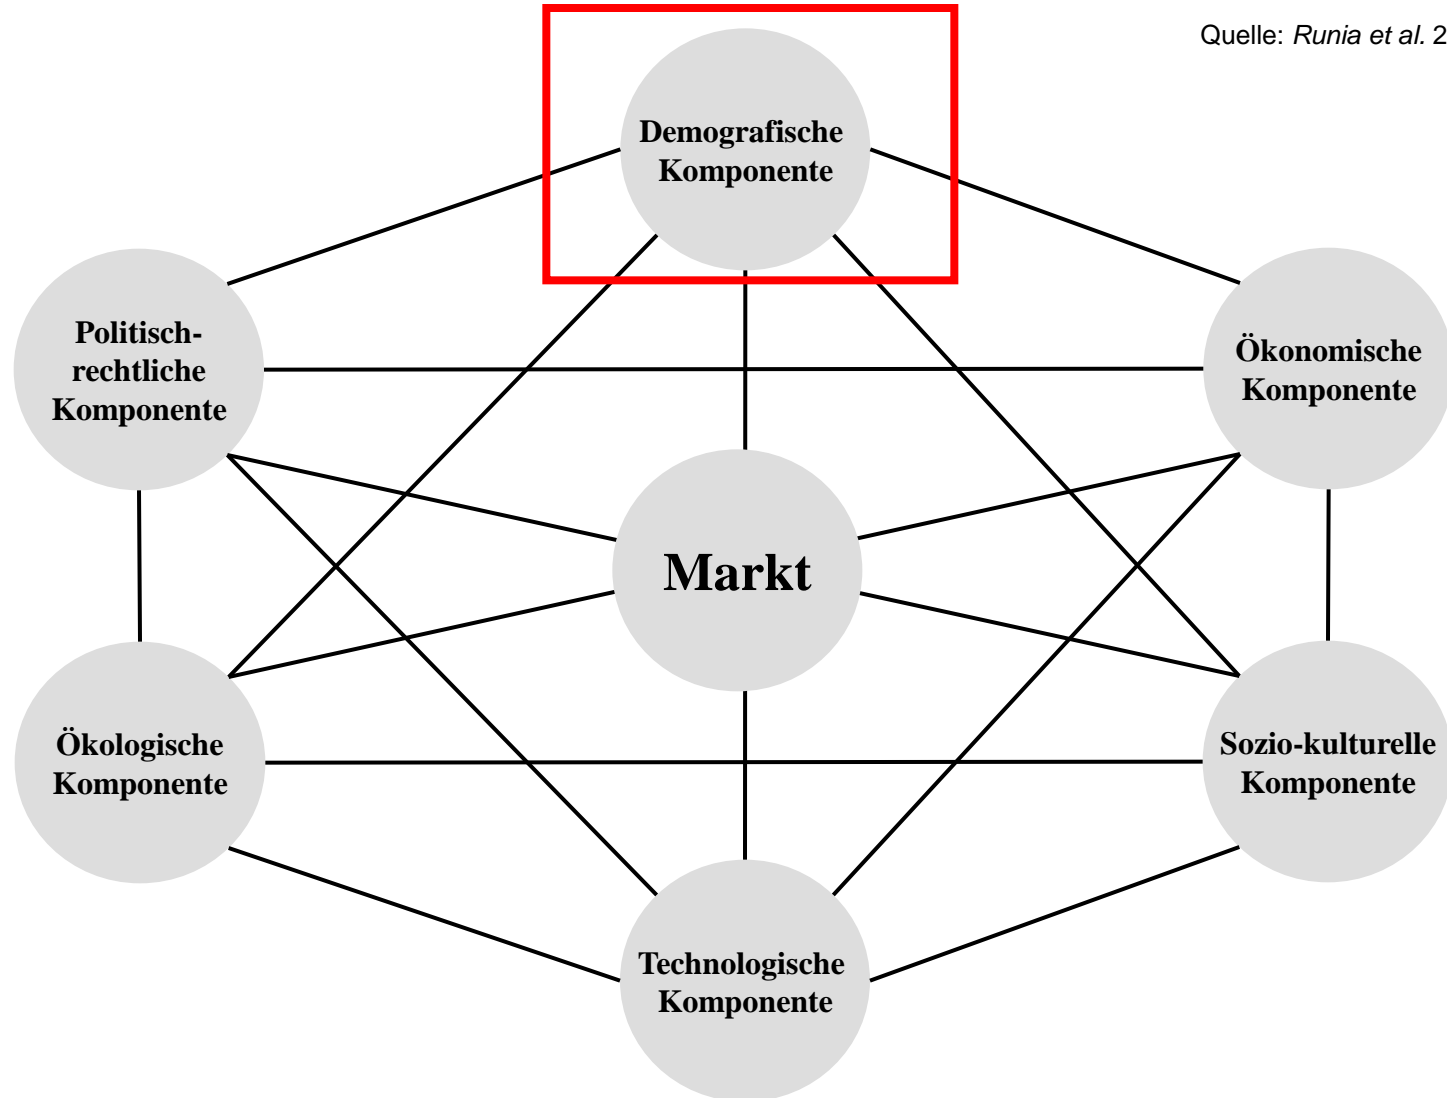 Quelle: Runia et al. 2
Demografische
Komponente
Politisch-
rechtliche
Komponente
Ökonomische
Komponente
Markt
Ökologische
Komponente
Sozio-kulturelle
Komponente
Technologische
Komponente